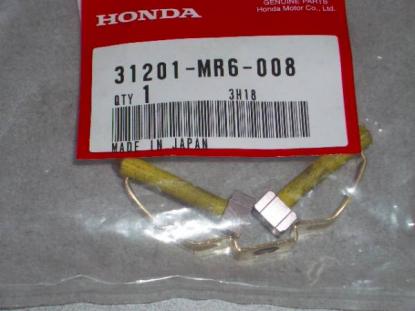 HONDA
GENUINE PARTS
Honda Motor Co., Ltd.
31201-MR6-008
QTY 1 3H18
MADE IN JAPAN